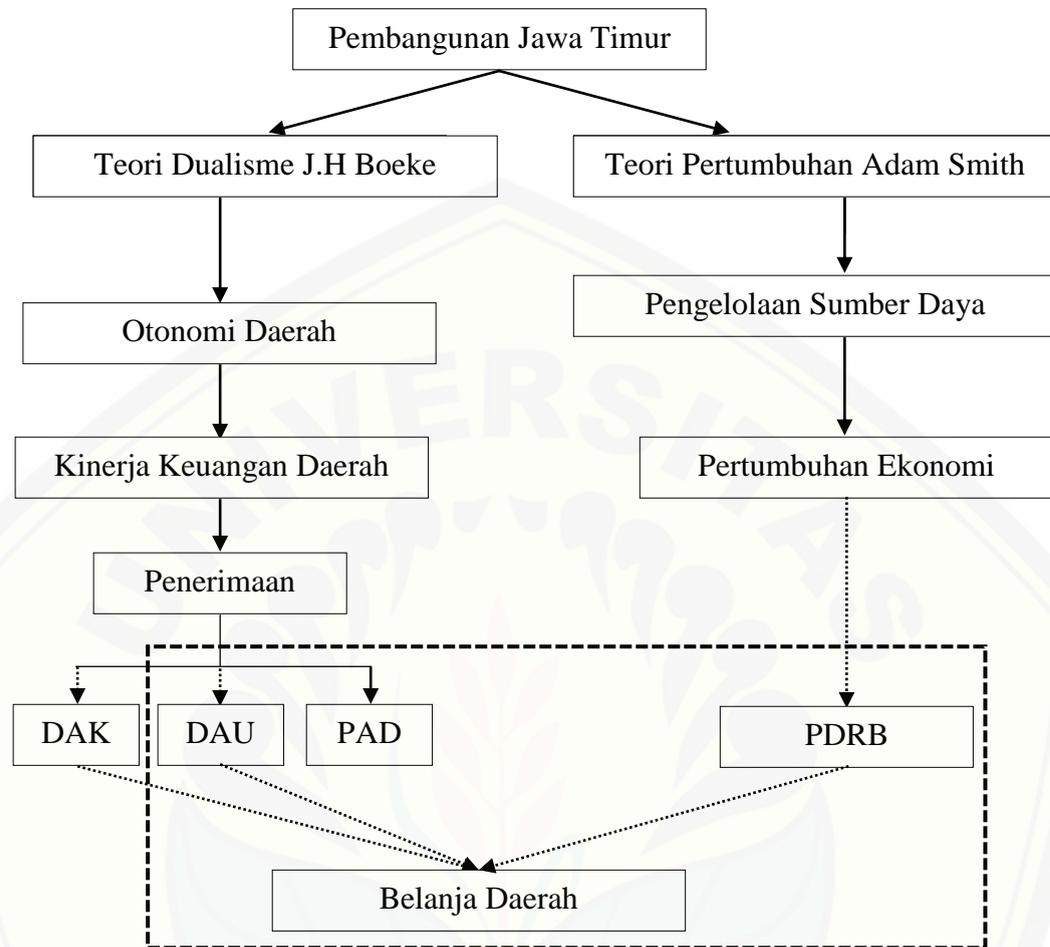 Pembangunan Jawa Timur
Teori Dualisme J.H Boeke
Teori Pertumbuhan Adam Smith
Otonomi Daerah
Pengelolaan Sumber Daya
Kinerja Keuangan Daerah
Pertumbuhan Ekonomi
Penerimaan
DAK
DAU
PAD
PDRB
Belanja Daerah
UNIVERSITAS